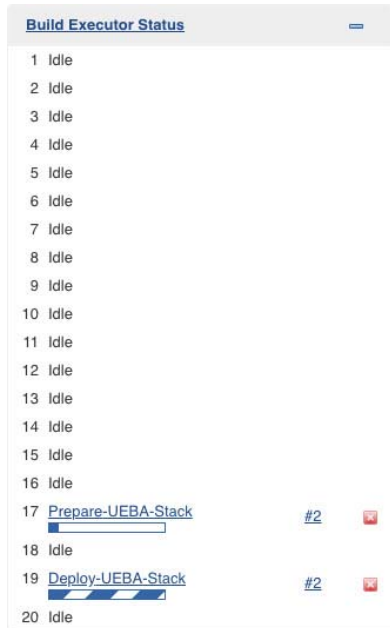 Build Executor Status
1 Idle
2 Idle
3 Idle
4 Idle
5 Idle
6 Idle
7 Idle
8 Idle
9 Idle
10 Idle
11 Idle
12 Idle
13 Idle
14 Idle
15 Idle
16 Idle
17 Prepare-UEBA-Stack #2
18 Idle
19 Deploy-UEBA-Stack #2
20 Idle